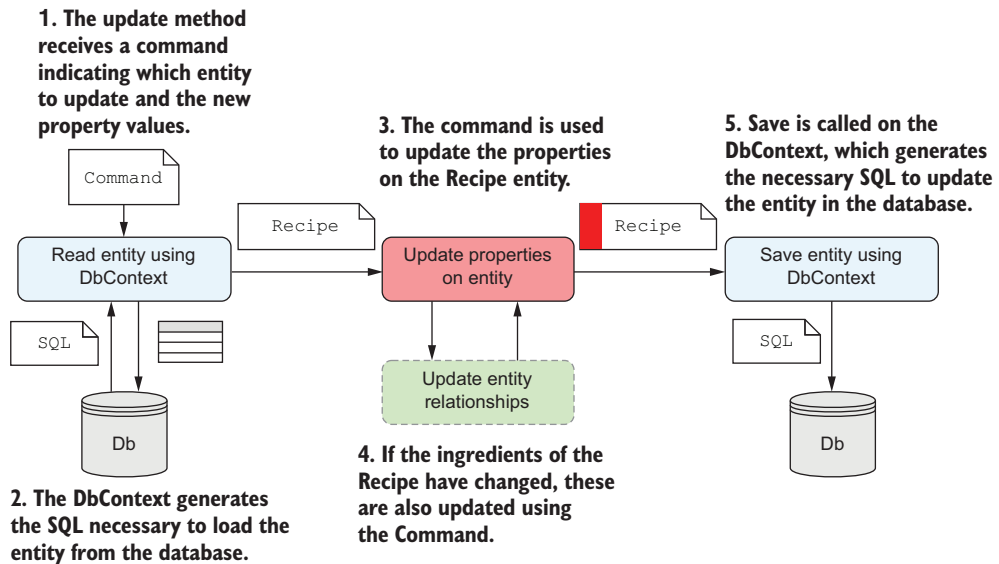 1. The update method
receives a command
indicating which entity
to update and the new
property values.
Command
3. The command is used
to update the properties
on the Recipe entity.
5. Save is called on the
DbContext, which generates
the necessary SQL to update
the entity in the database.
Recipe
Recipe
Read entity using
DbContext
Update properties
on entity
Save entity using
DbContext
SQL
SQL
Update entity
relationships
Db
Db
4. If the ingredients of the
Recipe have changed, these
are also updated using
the Command.
2. The DbContext generates
the SQL necessary to load the
entity from the database.